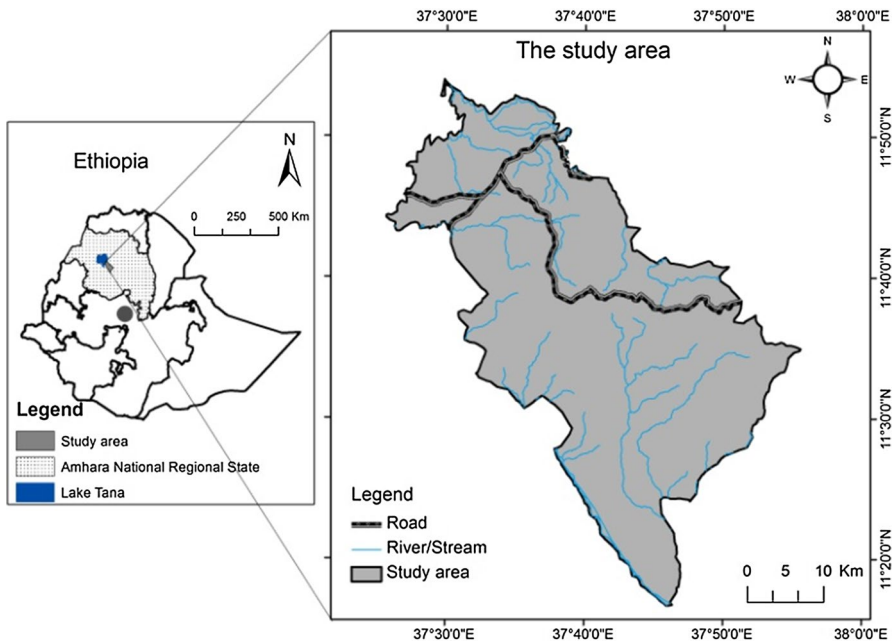 37°30'0"E 37°40'0"E 37°50'0"E 38°0'0"E
The study area
N
W E
S
Ethiopia
N
0 250 500 Km
Legend
Study area
Amhara National Regional State
Lake Tana
11°50'0"N
11°40'0"N
11°30'0"N
11°20'0"N
Legend
Road
River/Stream
Study area
0 5 10 Km
37°30'0"E 37°40'0"E 37°50'0"E 38°0'0"E